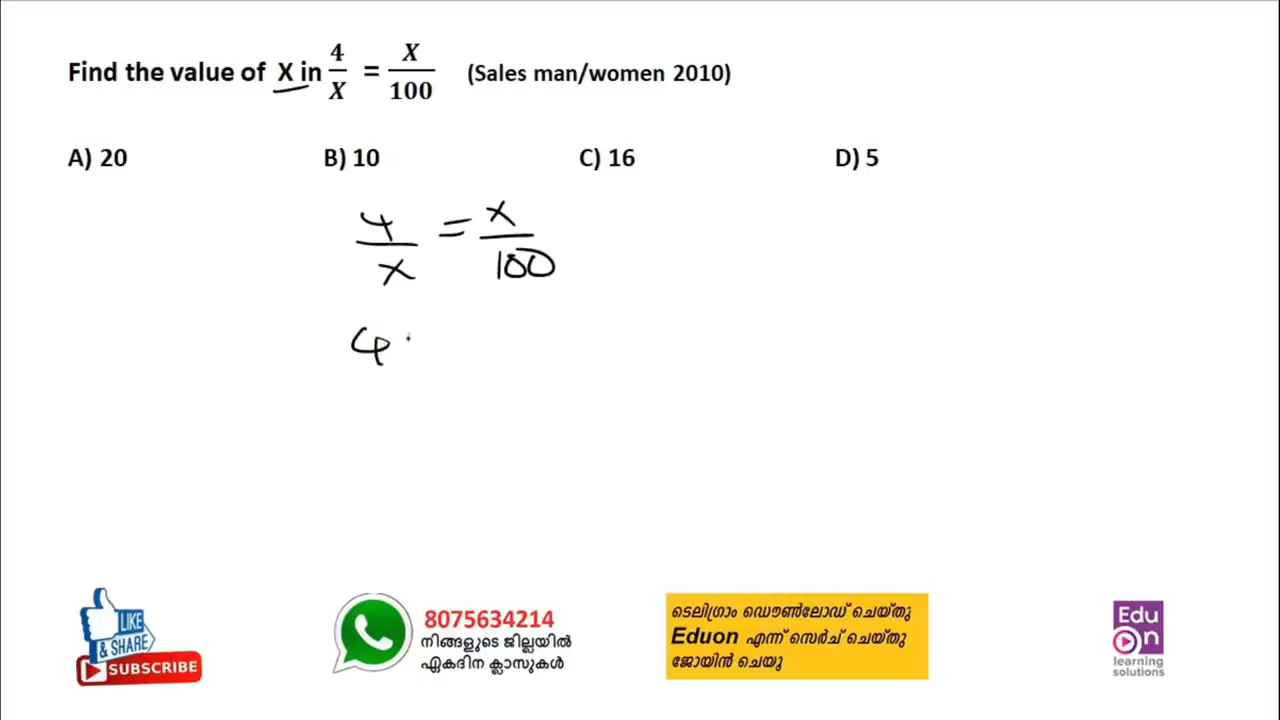 Find the value of X in 4/X = X/100 (Sales man/women 2010)
A) 20 B) 10 C) 16 D) 5
4/x = x/100
4
LIKE
& SHARE
SUBSCRIBE
8075634214
നിങ്ങളുടെ ജില്ലയിൽ
ഏകദിന ക്ലാസുകൾ
ടെലിഗ്രാം ഡൌൺലോഡ് ചെയ്തു
Eduon എന്ന് സെർച് ചെയ്തു
ജോയിൻ ചെയൂ
Edu
On
learning
solutions